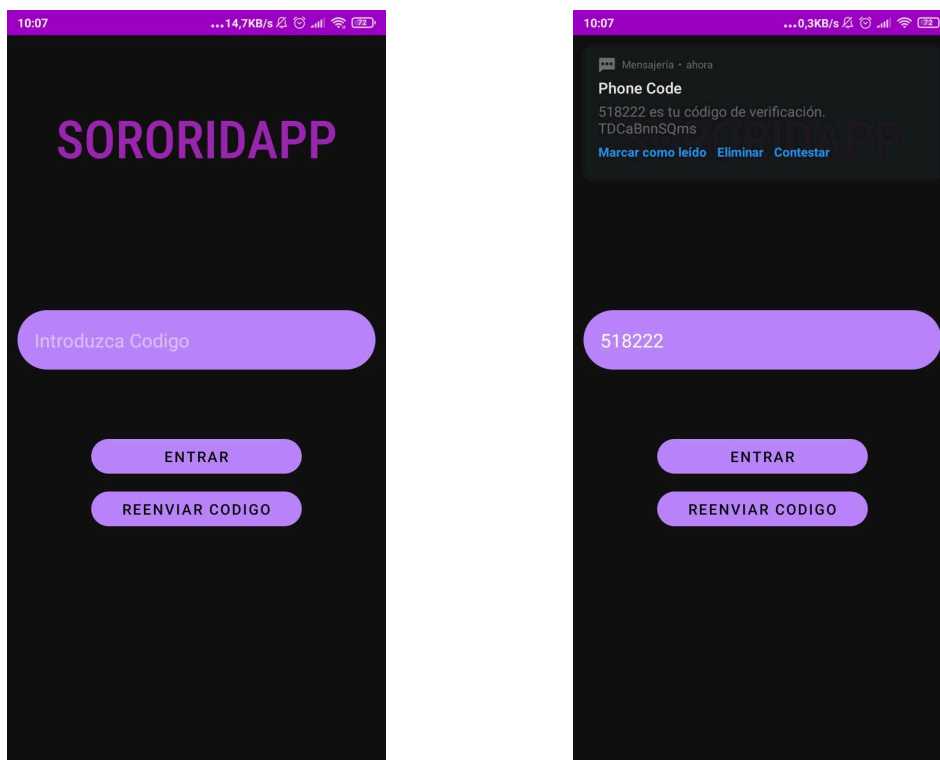 10:07
...14,7KB/s
72
SORORIDAPP
Introduzca Codigo
ENTRAR
REENVIAR CODIGO
10:07
...0,3KB/s
72
Mensajería • ahora
Phone Code
518222 es tu código de verificación.
TDCaBnnSQms
SORORIDAPP
Marcar como leído Eliminar Contestar
518222
ENTRAR
REENVIAR CODIGO